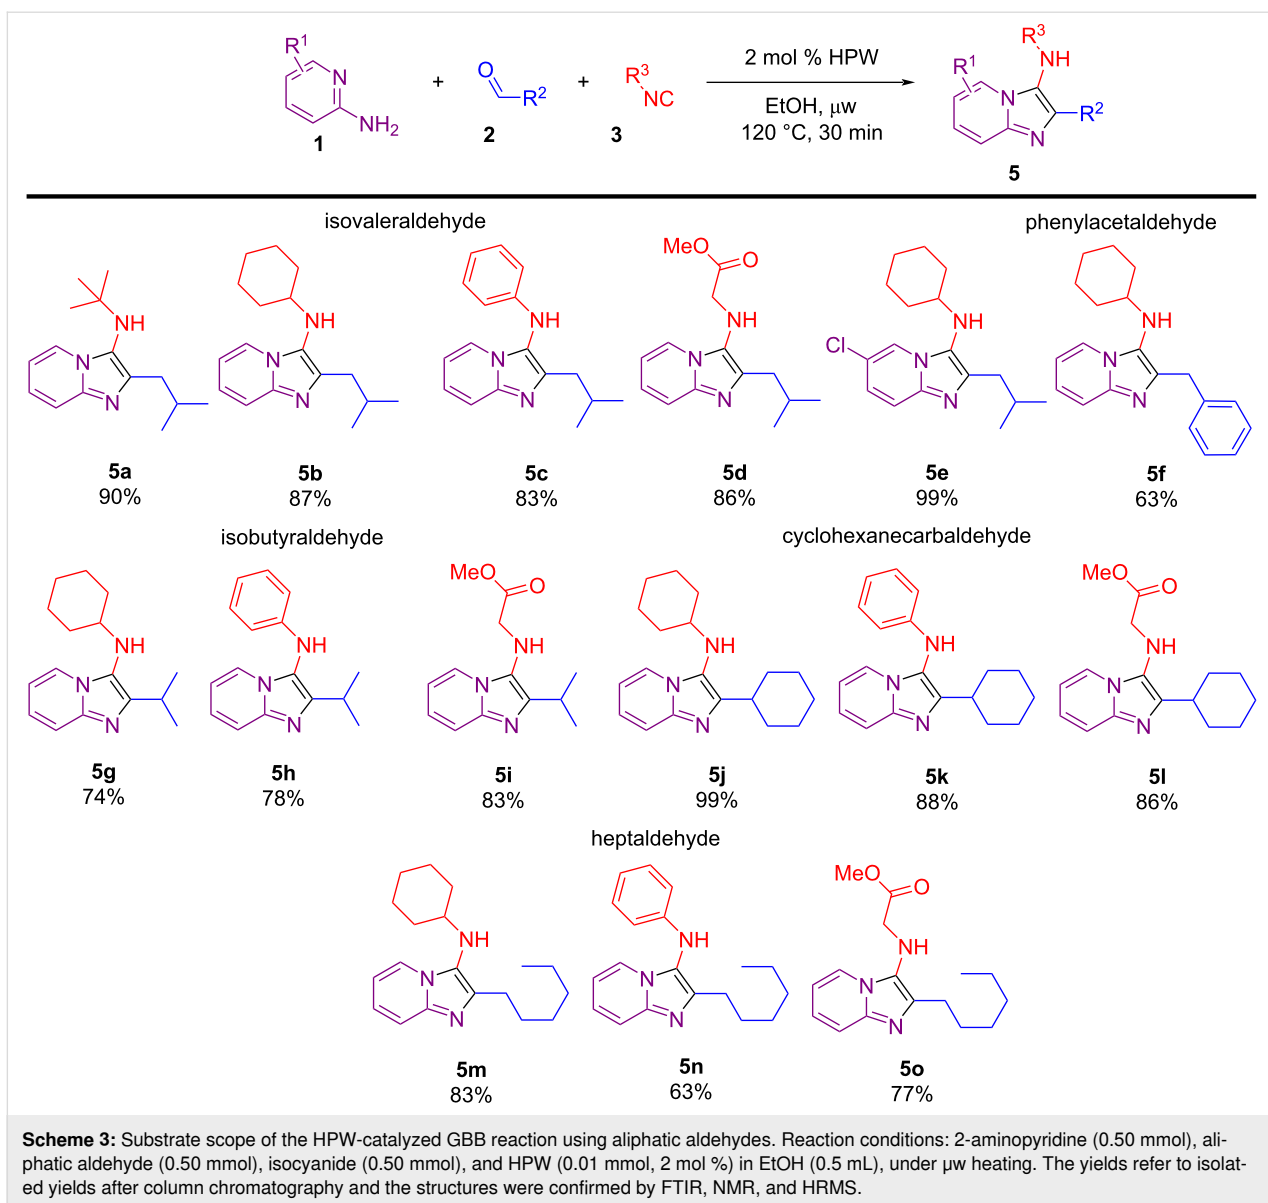 R1
N
NH2
1
+
O
R2
2
+
R3
NC
3
2 mol % HPW
EtOH, µw
120 °C, 30 min
R3
NH
R1
N
R2
N
5
isovaleraldehyde
phenylacetaldehyde
NH
N
N
NH
N
N
NH
N
N
MeO
O
NH
N
N
NH
Cl
N
N
NH
N
N
5a
90%
5b
87%
5c
83%
5d
86%
5e
99%
5f
63%
isobutyraldehyde
cyclohexanecarbaldehyde
NH
N
N
NH
N
N
MeO
O
NH
N
N
NH
N
N
NH
N
N
MeO
O
NH
N
N
5g
74%
5h
78%
5i
83%
5j
99%
5k
88%
5l
86%
heptaldehyde
NH
N
N
NH
N
N
MeO
O
NH
N
N
5m
83%
5n
63%
5o
77%
Scheme 3: Substrate scope of the HPW-catalyzed GBB reaction using aliphatic aldehydes. Reaction conditions: 2-aminopyridine (0.50 mmol), ali-
phatic aldehyde (0.50 mmol), isocyanide (0.50 mmol), and HPW (0.01 mmol, 2 mol %) in EtOH (0.5 mL), under µw heating. The yields refer to isolat-
ed yields after column chromatography and the structures were confirmed by FTIR, NMR, and HRMS.